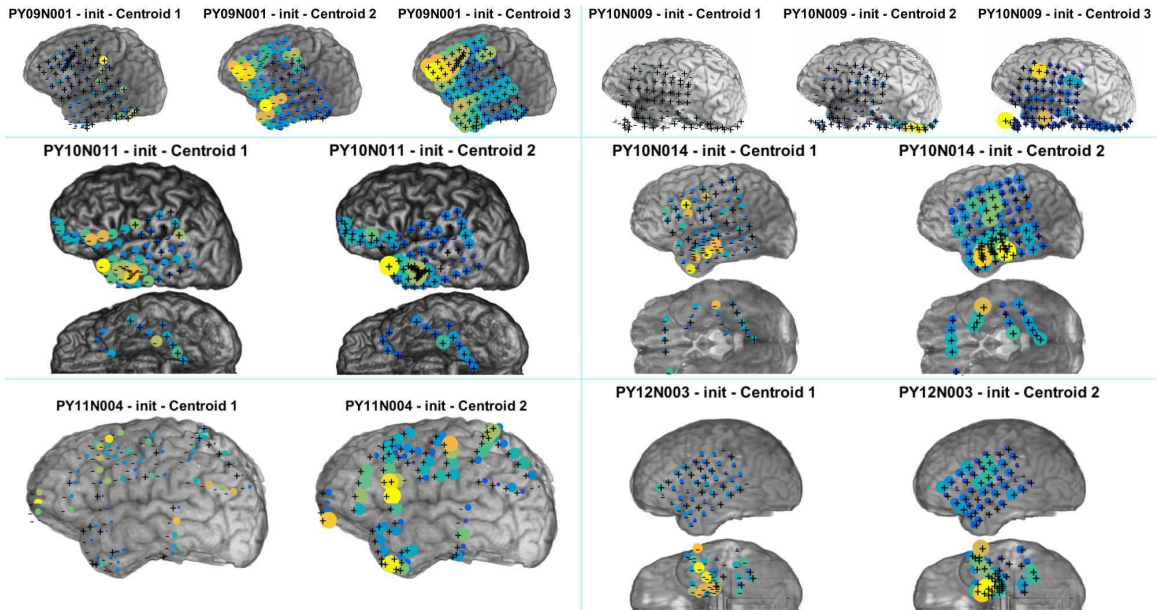 PY09N001 - init - Centroid 1
PY09N001 - init - Centroid 2
PY09N001 - init - Centroid 3
PY10N009 - init - Centroid 1
PY10N009 - init - Centroid 2
PY10N009 - init - Centroid 3
PY10N011 - init - Centroid 1
PY10N011 - init - Centroid 2
PY10N014 - init - Centroid 1
PY10N014 - init - Centroid 2
PY11N004 - init - Centroid 1
PY11N004 - init - Centroid 2
PY12N003 - init - Centroid 1
PY12N003 - init - Centroid 2